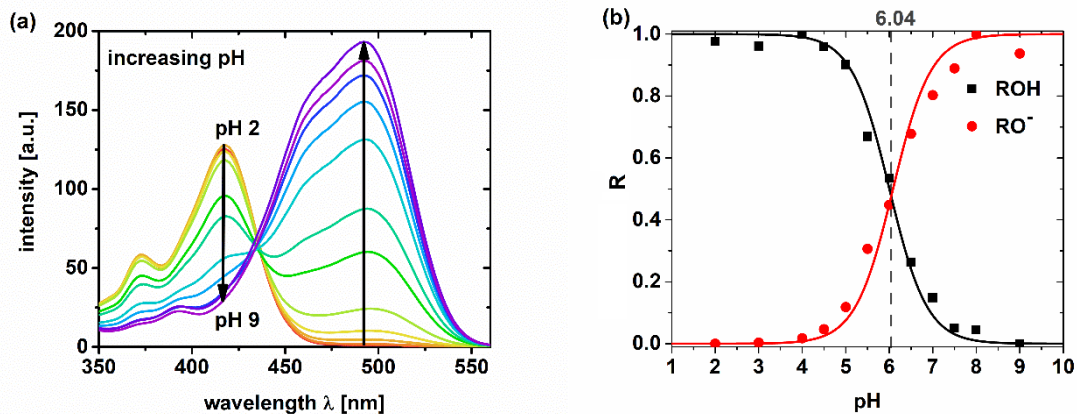 (a)
200
150
100
50
0
intensity [a.u.]
increasing pH
pH 2
pH 9
350 400 450 500 550
wavelength λ [nm]
(b)
6.04
1.0
0.8
0.6
0.4
0.2
0.0
R
ROH
RO⁻
1 2 3 4 5 6 7 8 9 10
pH